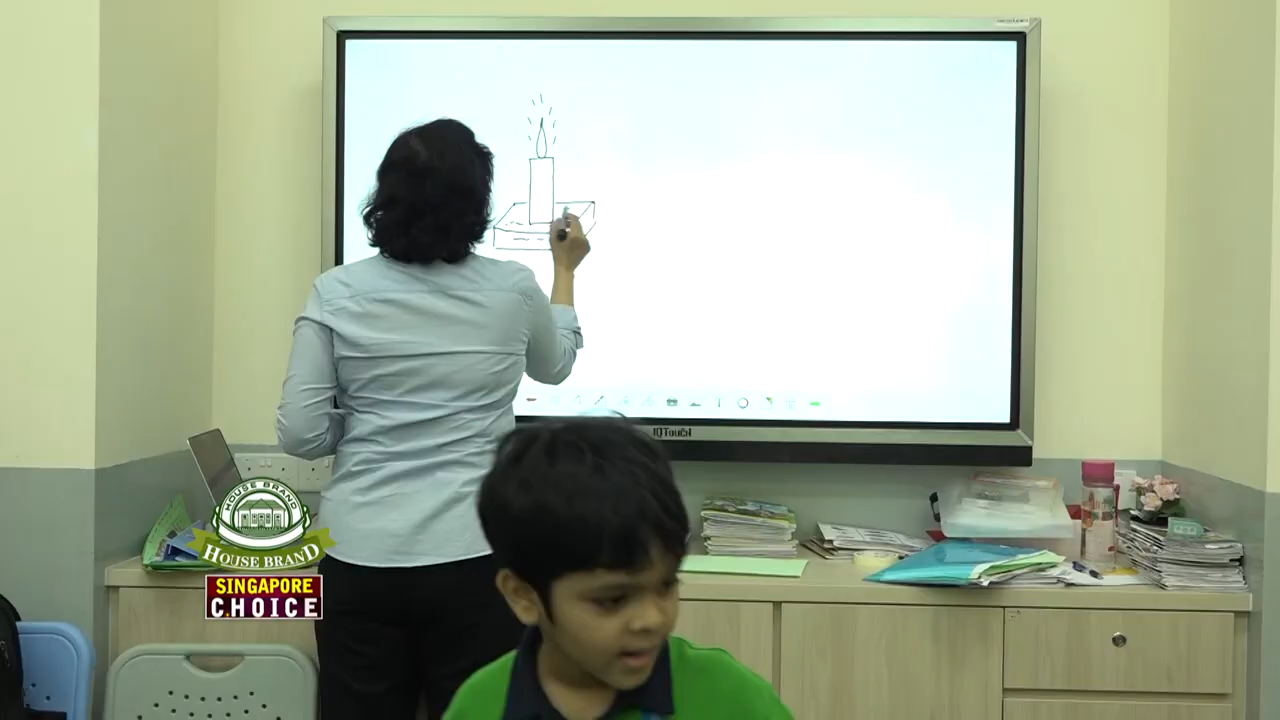 IQTouch
HOUSE BRAND
HOUSE BRAND
SINGAPORE
CHOICE